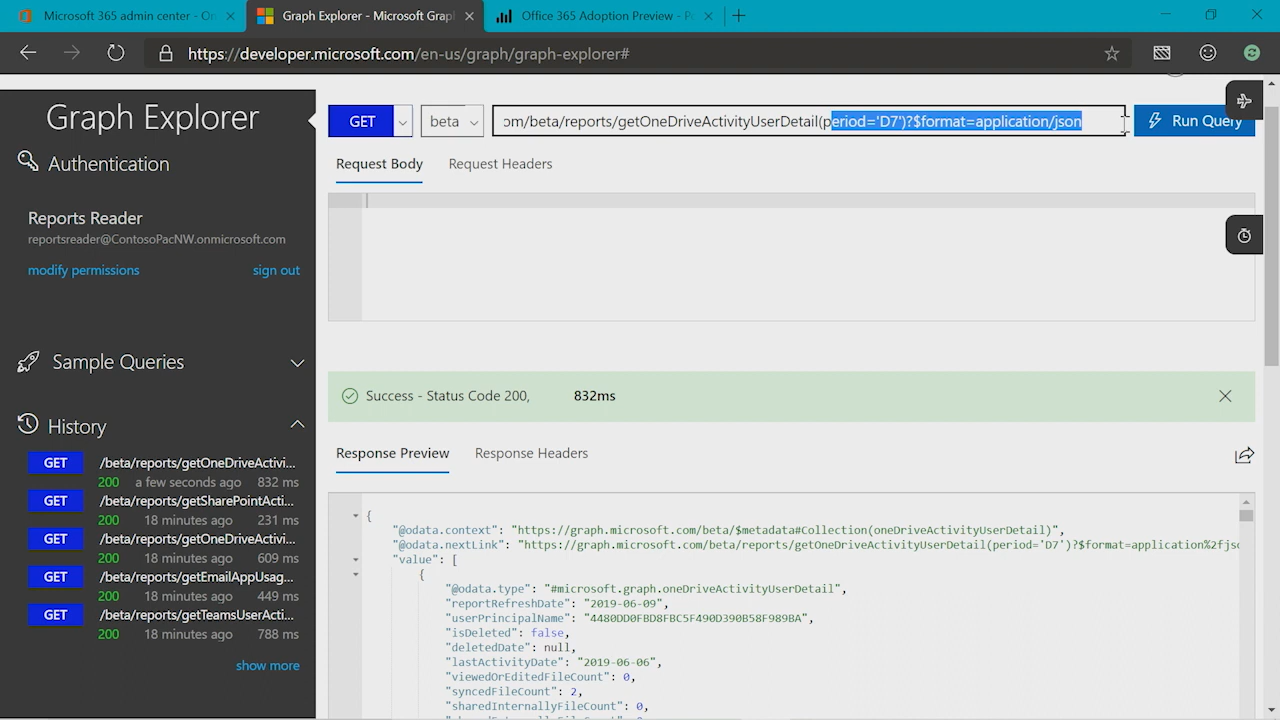 Microsoft 365 admin center - On
Graph Explorer - Microsoft Grap
Office 365 Adoption Preview - Po
https://developer.microsoft.com/en-us/graph/graph-explorer#
Graph Explorer
Authentication
Reports Reader
reportsreader@ContosoPacNW.onmicrosoft.com
modify permissions
sign out
Sample Queries
History
GET /beta/reports/getOneDriveActivi...
200 a few seconds ago 832 ms
GET /beta/reports/getSharePointActi...
200 18 minutes ago 231 ms
GET /beta/reports/getOneDriveActivi...
200 18 minutes ago 609 ms
GET /beta/reports/getEmailAppUsag...
200 18 minutes ago 449 ms
GET /beta/reports/getTeamsUserActi...
200 18 minutes ago 788 ms
show more
GET
beta
om/beta/reports/getOneDriveActivityUserDetail(period='D7')?$format=application/json
Run Query
Request Body
Request Headers
Success - Status Code 200, 832ms
Response Preview
Response Headers
{
"@odata.context": "https://graph.microsoft.com/beta/$metadata#Collection(oneDriveActivityUserDetail)",
"@odata.nextLink": "https://graph.microsoft.com/beta/reports/getOneDriveActivityUserDetail(period='D7')?$format=application%2fjso
"value": [
{
"@odata.type": "#microsoft.graph.oneDriveActivityUserDetail",
"reportRefreshDate": "2019-06-09",
"userPrincipalName": "4480DD0FBD8FBC5F490D390B58F989BA",
"isDeleted": false,
"deletedDate": null,
"lastActivityDate": "2019-06-06",
"viewedOrEditedFileCount": 0,
"syncedFileCount": 2,
"sharedInternallyFileCount": 0,